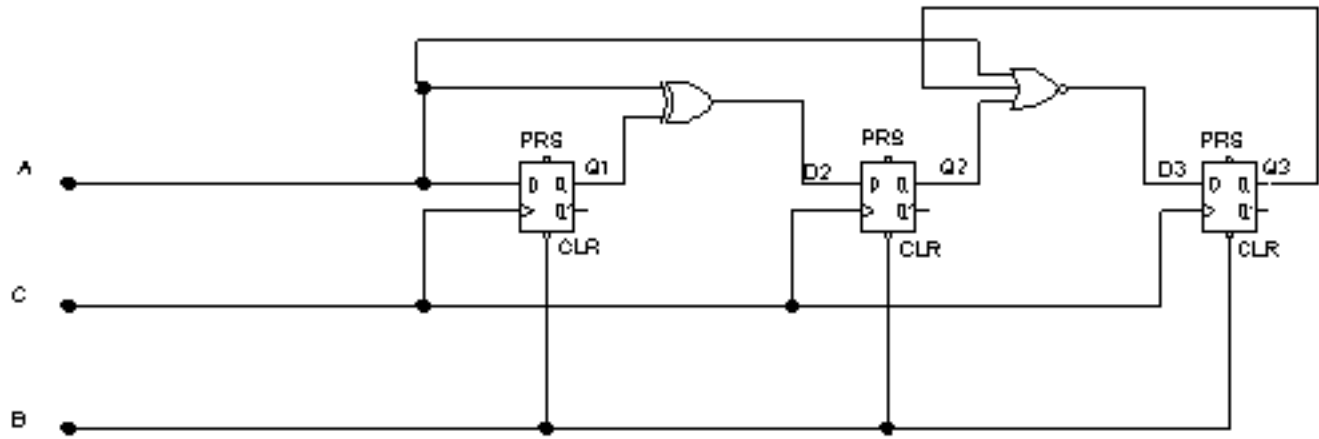 PRS PRS PRS
A Q1 D2 Q2 D3 Q3
D Q D Q D Q
Q' Q' Q'
CLR CLR CLR
C
B